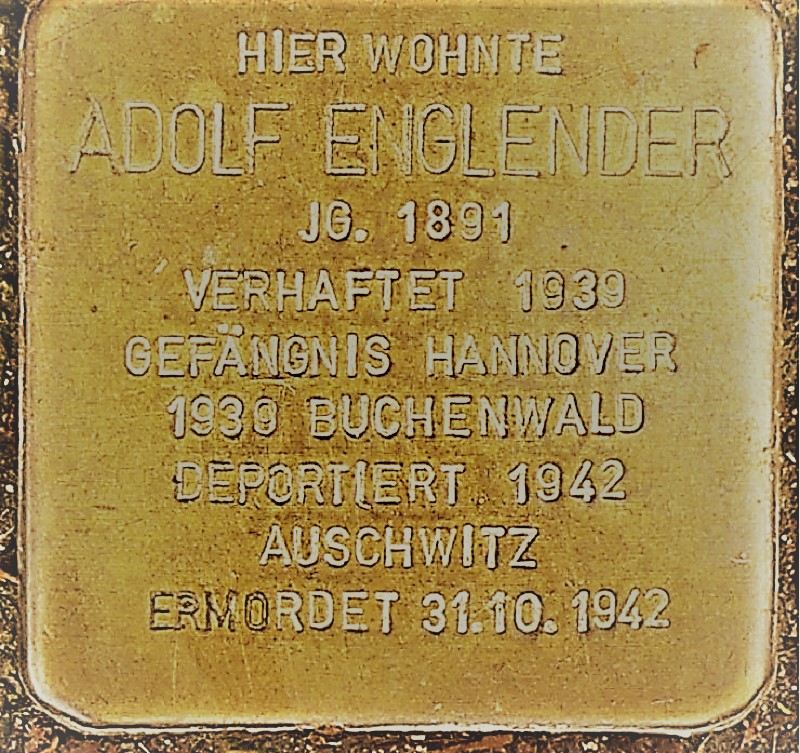 HIER WOHNTE
ADOLF ENGLENDER
JG. 1891
VERHAFTET 1939
GEFÄNGNIS HANNOVER
1939 BUCHENWALD
DEPORTIERT 1942
AUSCHWITZ
ERMORDET 31.10.1942